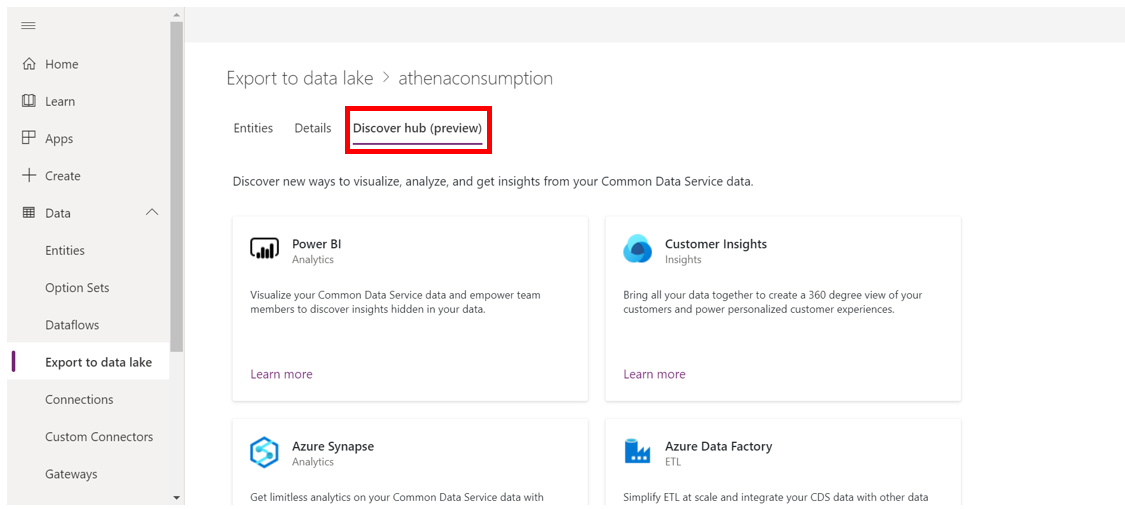 Home
Learn
Apps
Create
Data
Entities
Option Sets
Dataflows
Export to data lake
Connections
Custom Connectors
Gateways
Export to data lake > athenaconsumption
Entities Details Discover hub (preview)
Discover new ways to visualize, analyze, and get insights from your Common Data Service data.
Power BI
Analytics
Visualize your Common Data Service data and empower team
members to discover insights hidden in your data.
Learn more
Customer Insights
Insights
Bring all your data together to create a 360 degree view of your
customers and power personalized customer experiences.
Learn more
Azure Synapse
Analytics
Get limitless analytics on your Common Data Service data with
Azure Data Factory
ETL
Simplify ETL at scale and integrate your CDS data with other data